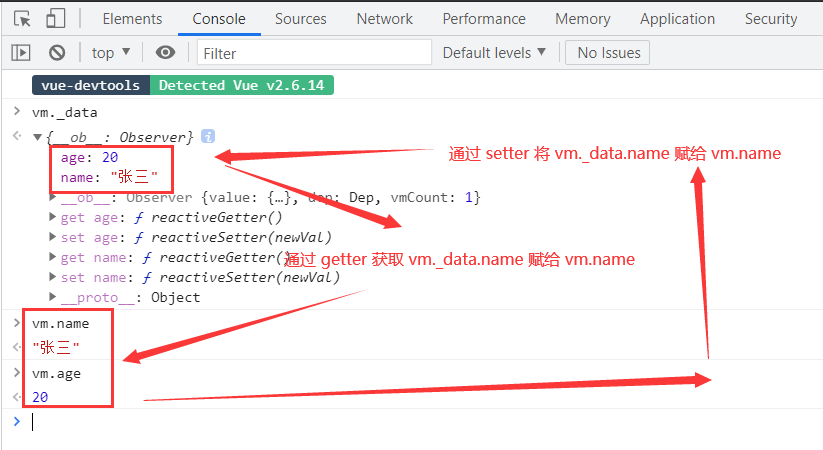 Elements Console Sources Network Performance Memory Application Security
top ▼ Filter Default levels ▼ No Issues
vue-devtools Detected Vue v2.6.14
> vm._data
▼{__ob__: Observer} i
age: 20
通过 setter 将 vm._data.name 赋给 vm.name
name: "张三"
▶__ob__: Observer {value: {…}, dep: Dep, vmCount: 1}
▶get age: ƒ reactiveGetter()
▶set age: ƒ reactiveSetter(newVal)
▶get name: ƒ reactiveGetter(
通过 getter 获取 vm._data.name 赋给 vm.name
▶set name: ƒ reactiveSetter(newVal)
▶__proto__: Object
> vm.name
"张三"
> vm.age
20
>